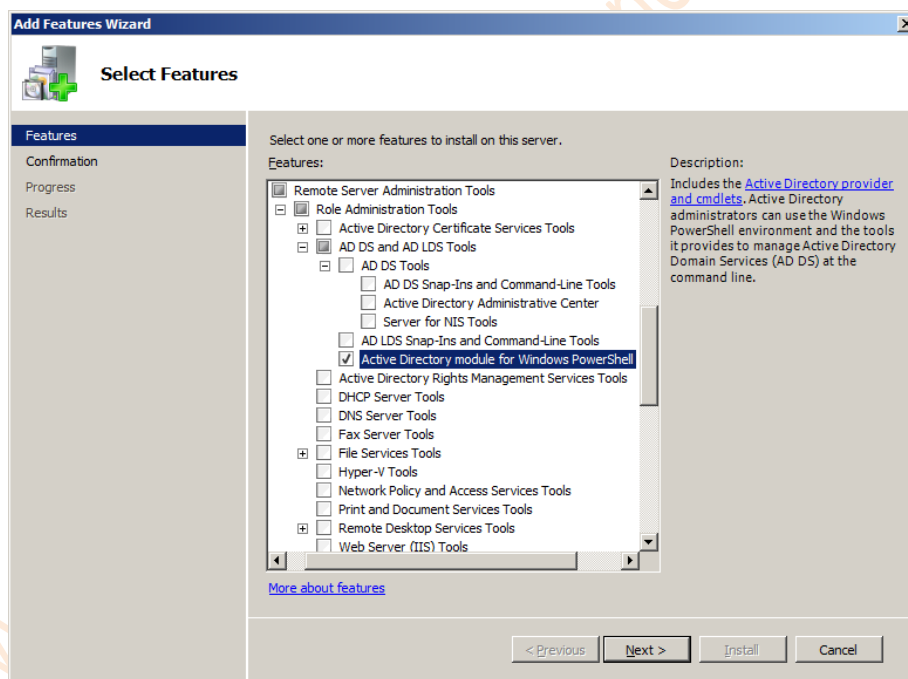 Add Features Wizard
Select Features
Features
Confirmation
Progress
Results
Select one or more features to install on this server.
Features:
Remote Server Administration Tools
Role Administration Tools
Active Directory Certificate Services Tools
AD DS and AD LDS Tools
AD DS Tools
AD DS Snap-Ins and Command-Line Tools
Active Directory Administrative Center
Server for NIS Tools
AD LDS Snap-Ins and Command-Line Tools
Active Directory module for Windows PowerShell
Active Directory Rights Management Services Tools
DHCP Server Tools
DNS Server Tools
Fax Server Tools
File Services Tools
Hyper-V Tools
Network Policy and Access Services Tools
Print and Document Services Tools
Remote Desktop Services Tools
Web Server (IIS) Tools
Description:
Includes the Active Directory provider
and cmdlets. Active Directory
administrators can use the Windows
PowerShell environment and the tools
it provides to manage Active Directory
Domain Services (AD DS) at the
command line.
More about features
< Previous
Next >
Install
Cancel